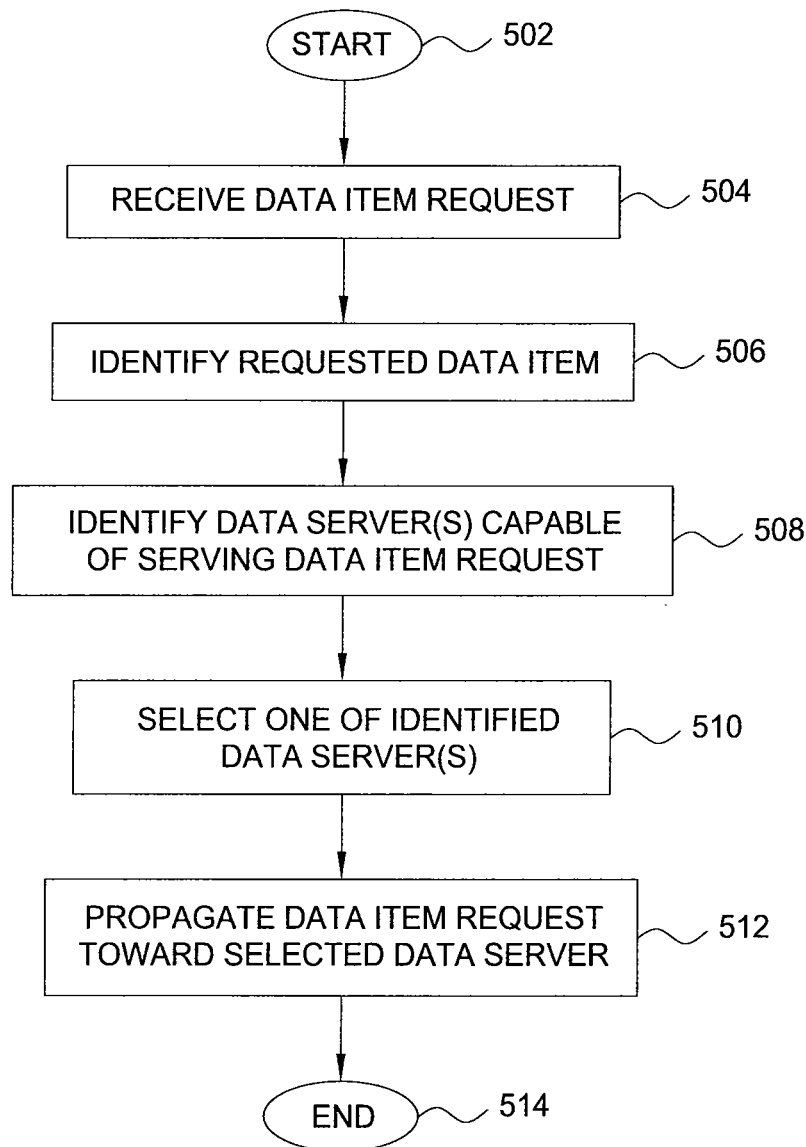 START
502
RECEIVE DATA ITEM REQUEST
504
IDENTIFY REQUESTED DATA ITEM
506
IDENTIFY DATA SERVER(S) CAPABLE
OF SERVING DATA ITEM REQUEST
508
SELECT ONE OF IDENTIFIED
DATA SERVER(S)
510
PROPAGATE DATA ITEM REQUEST
TOWARD SELECTED DATA SERVER
512
END
514